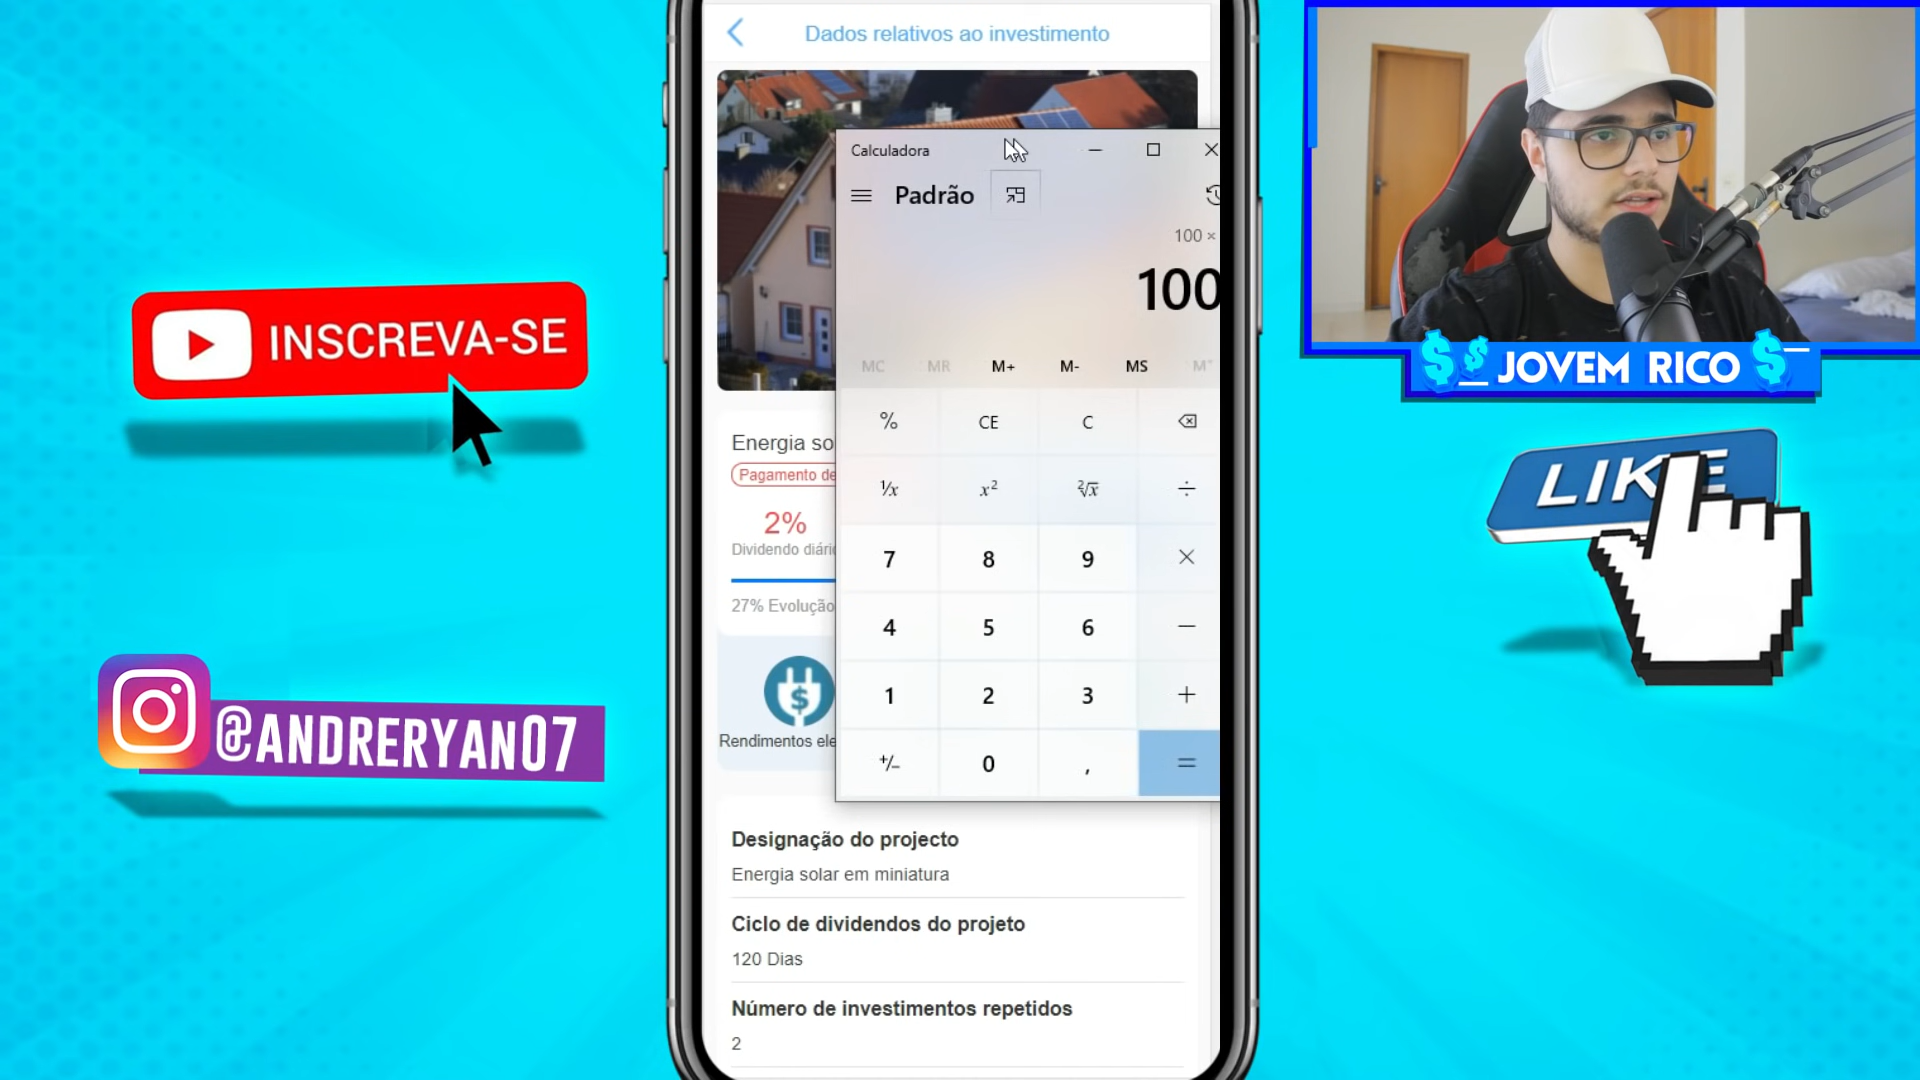 Dados relativos ao investimento
Calculadora
Padrão
100 ×
100
MC MR M+ M- MS
% CE C
¹/x x² ²√x ÷
7 8 9 ×
4 5 6 −
1 2 3 +
+/− 0 , =
Energia so
Pagamento de
2%
Dividendo diári
27% Evolução
Rendimentos ele
Designação do projecto
Energia solar em miniatura
Ciclo de dividendos do projeto
120 Dias
Número de investimentos repetidos
2
INSCREVA-SE
@ANDRERYAN07
$ $ JOVEM RICO $
LIKE